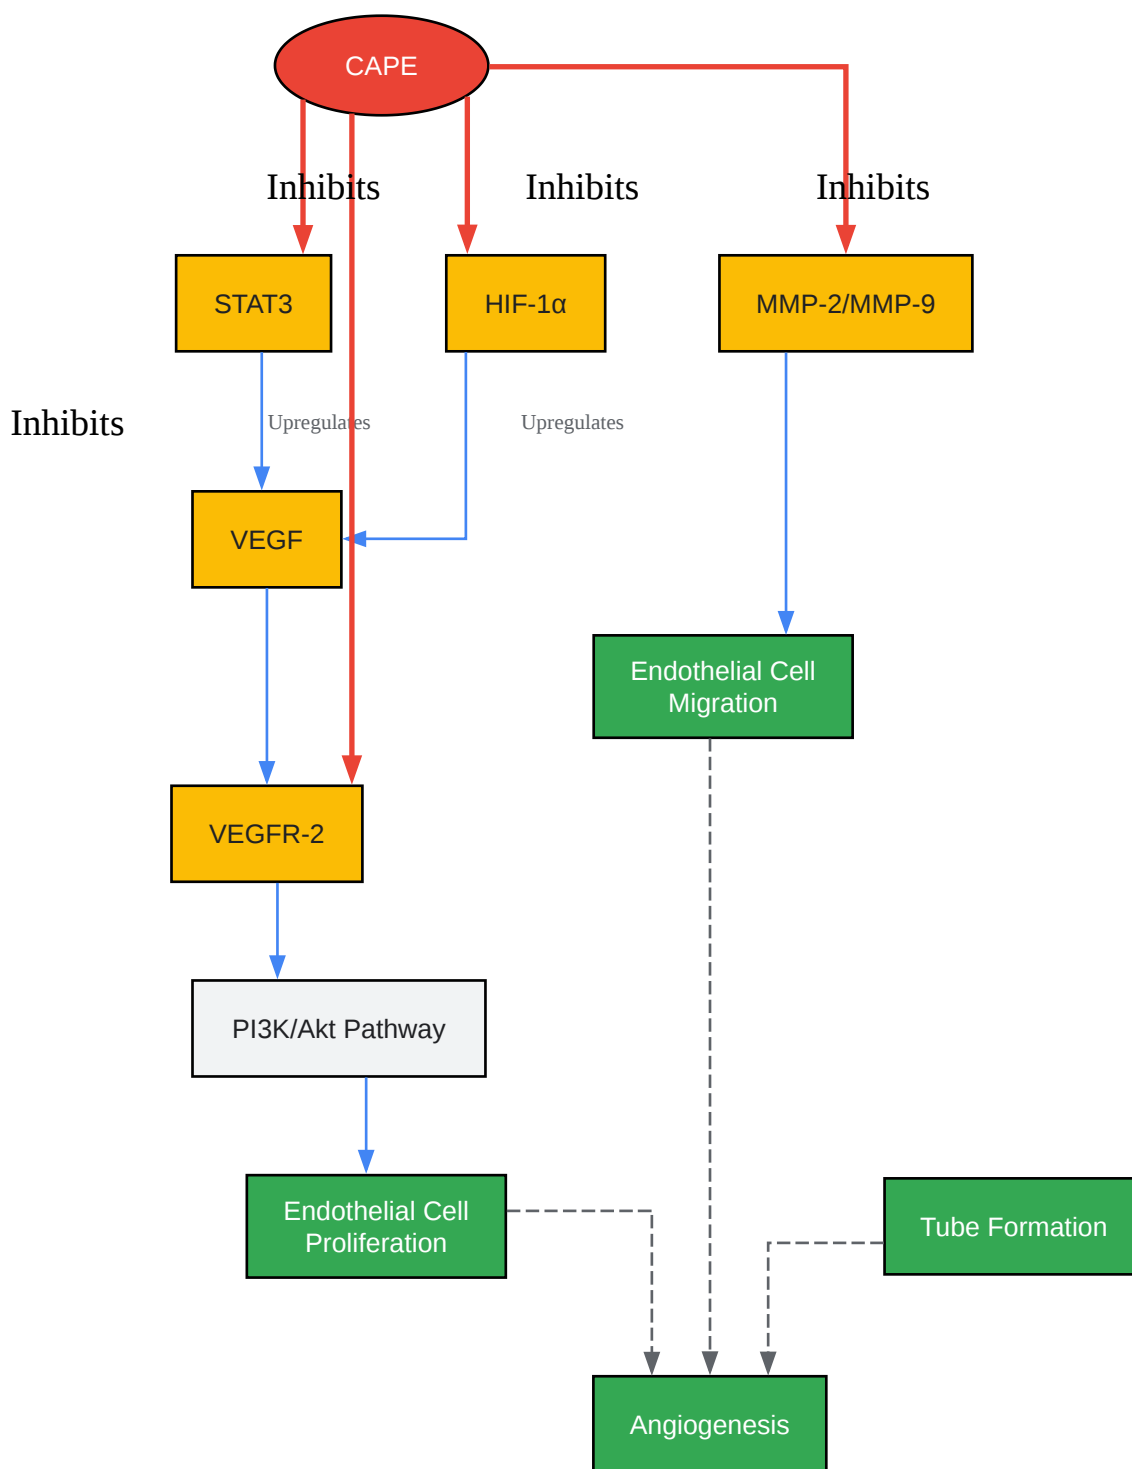 CAPE
Inhibits
Inhibits
Inhibits
STAT3
HIF-1α
MMP-2/MMP-9
Inhibits
Upregulates
Upregulates
VEGF
Endothelial Cell
Migration
VEGFR-2
PI3K/Akt Pathway
Endothelial Cell
Proliferation
Tube Formation
Angiogenesis